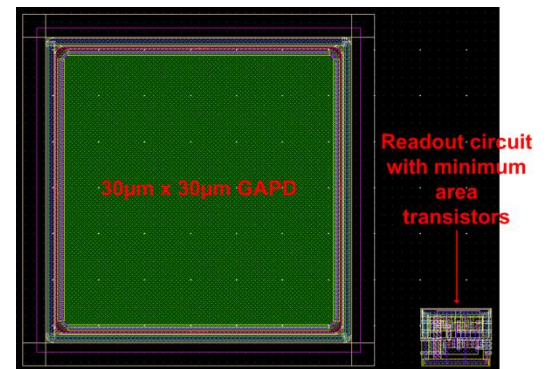 30μm x 30μm GAPD
Readout circuit
with minimum
area
transistors